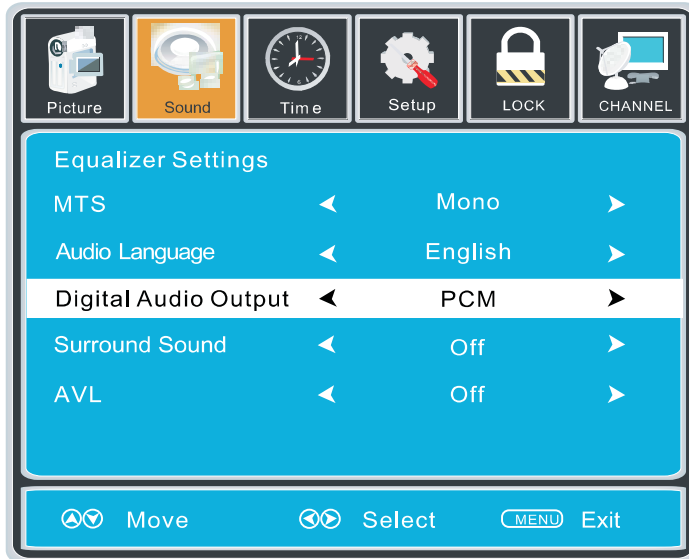 Picture Sound Time Setup LOCK CHANNEL
Equalizer Settings
MTS Mono
Audio Language English
Digital Audio Output PCM
Surround Sound Off
AVL Off
Move Select MENU Exit